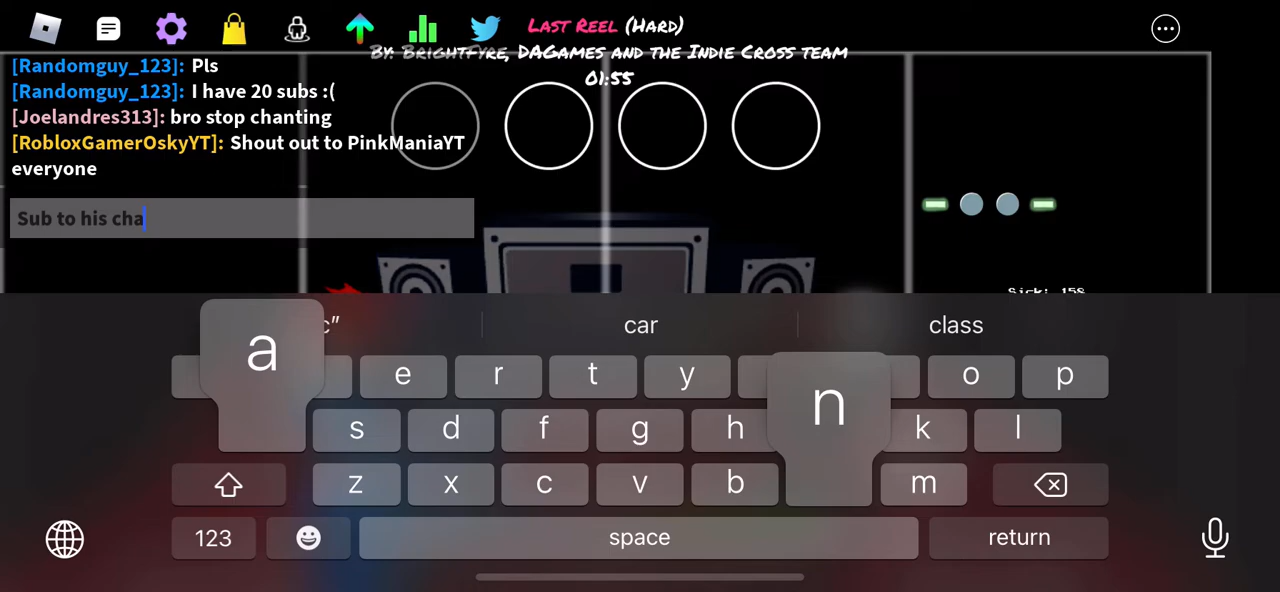 LAST REEL (HARD)
BY: BRIGHTFYRE, DAGAMES AND THE INDIE CROSS TEAM
01:55
[Randomguy_123]: Pls
[Randomguy_123]: I have 20 subs :(
[Joelandres313]: bro stop chanting
[RobloxGamerOskyYT]: Shout out to PinkManiaYT
everyone
Sub to his cha
Sick: 158
c” car class
a e r t y o p
s d f g h n k l
z x c v b m
123 space return